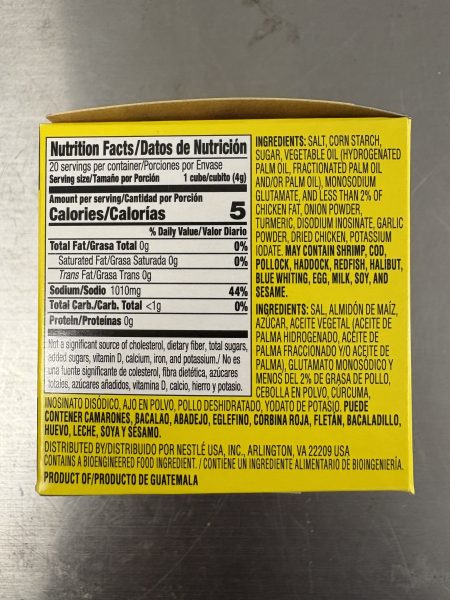 Nutrition Facts/Datos de Nutrición
20 servings per container/Porciones por Envase
Serving size/Tamaño por Porción 1 cube/cubito (4g)
Amount per serving/Cantidad por Porción
Calories/Calorías 5
% Daily Value/Valor Diario
Total Fat/Grasa Total 0g 0%
Saturated Fat/Grasa Saturada 0g 0%
Trans Fat/Grasa Trans 0g
Sodium/Sodio 1010mg 44%
Total Carb./Carb. Total <1g 0%
Protein/Proteínas 0g
Not a significant source of cholesterol, dietary fiber, total sugars,
added sugars, vitamin D, calcium, iron, and potassium./ No es
una fuente significante de colesterol, fibra dietética, azúcares
totales, azúcares añadidos, vitamina D, calcio, hierro y potasio.
INGREDIENTS: SALT, CORN STARCH,
SUGAR, VEGETABLE OIL (HYDROGENATED
PALM OIL, FRACTIONATED PALM OIL
AND/OR PALM OIL), MONOSODIUM
GLUTAMATE, AND LESS THAN 2% OF
CHICKEN FAT, ONION POWDER,
TURMERIC, DISODIUM INOSINATE, GARLIC
POWDER, DRIED CHICKEN, POTASSIUM
IODATE. MAY CONTAIN SHRIMP, COD,
POLLOCK, HADDOCK, REDFISH, HALIBUT,
BLUE WHITING, EGG, MILK, SOY, AND
SESAME.
INGREDIENTES: SAL, ALMIDÓN DE MAÍZ,
AZÚCAR, ACEITE VEGETAL (ACEITE DE
PALMA HIDROGENADO, ACEITE DE
PALMA FRACCIONADO Y/O ACEITE DE
PALMA), GLUTAMATO MONOSÓDICO Y
MENOS DEL 2% DE GRASA DE POLLO,
CEBOLLA EN POLVO, CÚRCUMA,
INOSINATO DISÓDICO, AJO EN POLVO, POLLO DESHIDRATADO, YODATO DE POTASIO. PUEDE
CONTENER CAMARONES, BACALAO, ABADEJO, EGLEFINO, CORBINA ROJA, FLETÁN, BACALADILLO,
HUEVO, LECHE, SOYA Y SÉSAMO.
DISTRIBUTED BY/DISTRIBUIDO POR NESTLÉ USA, INC., ARLINGTON, VA 22209 USA
CONTAINS A BIOENGINEERED FOOD INGREDIENT. / CONTIENE UN INGREDIENTE ALIMENTARIO DE BIOINGENIERÍA.
PRODUCT OF/PRODUCTO DE GUATEMALA